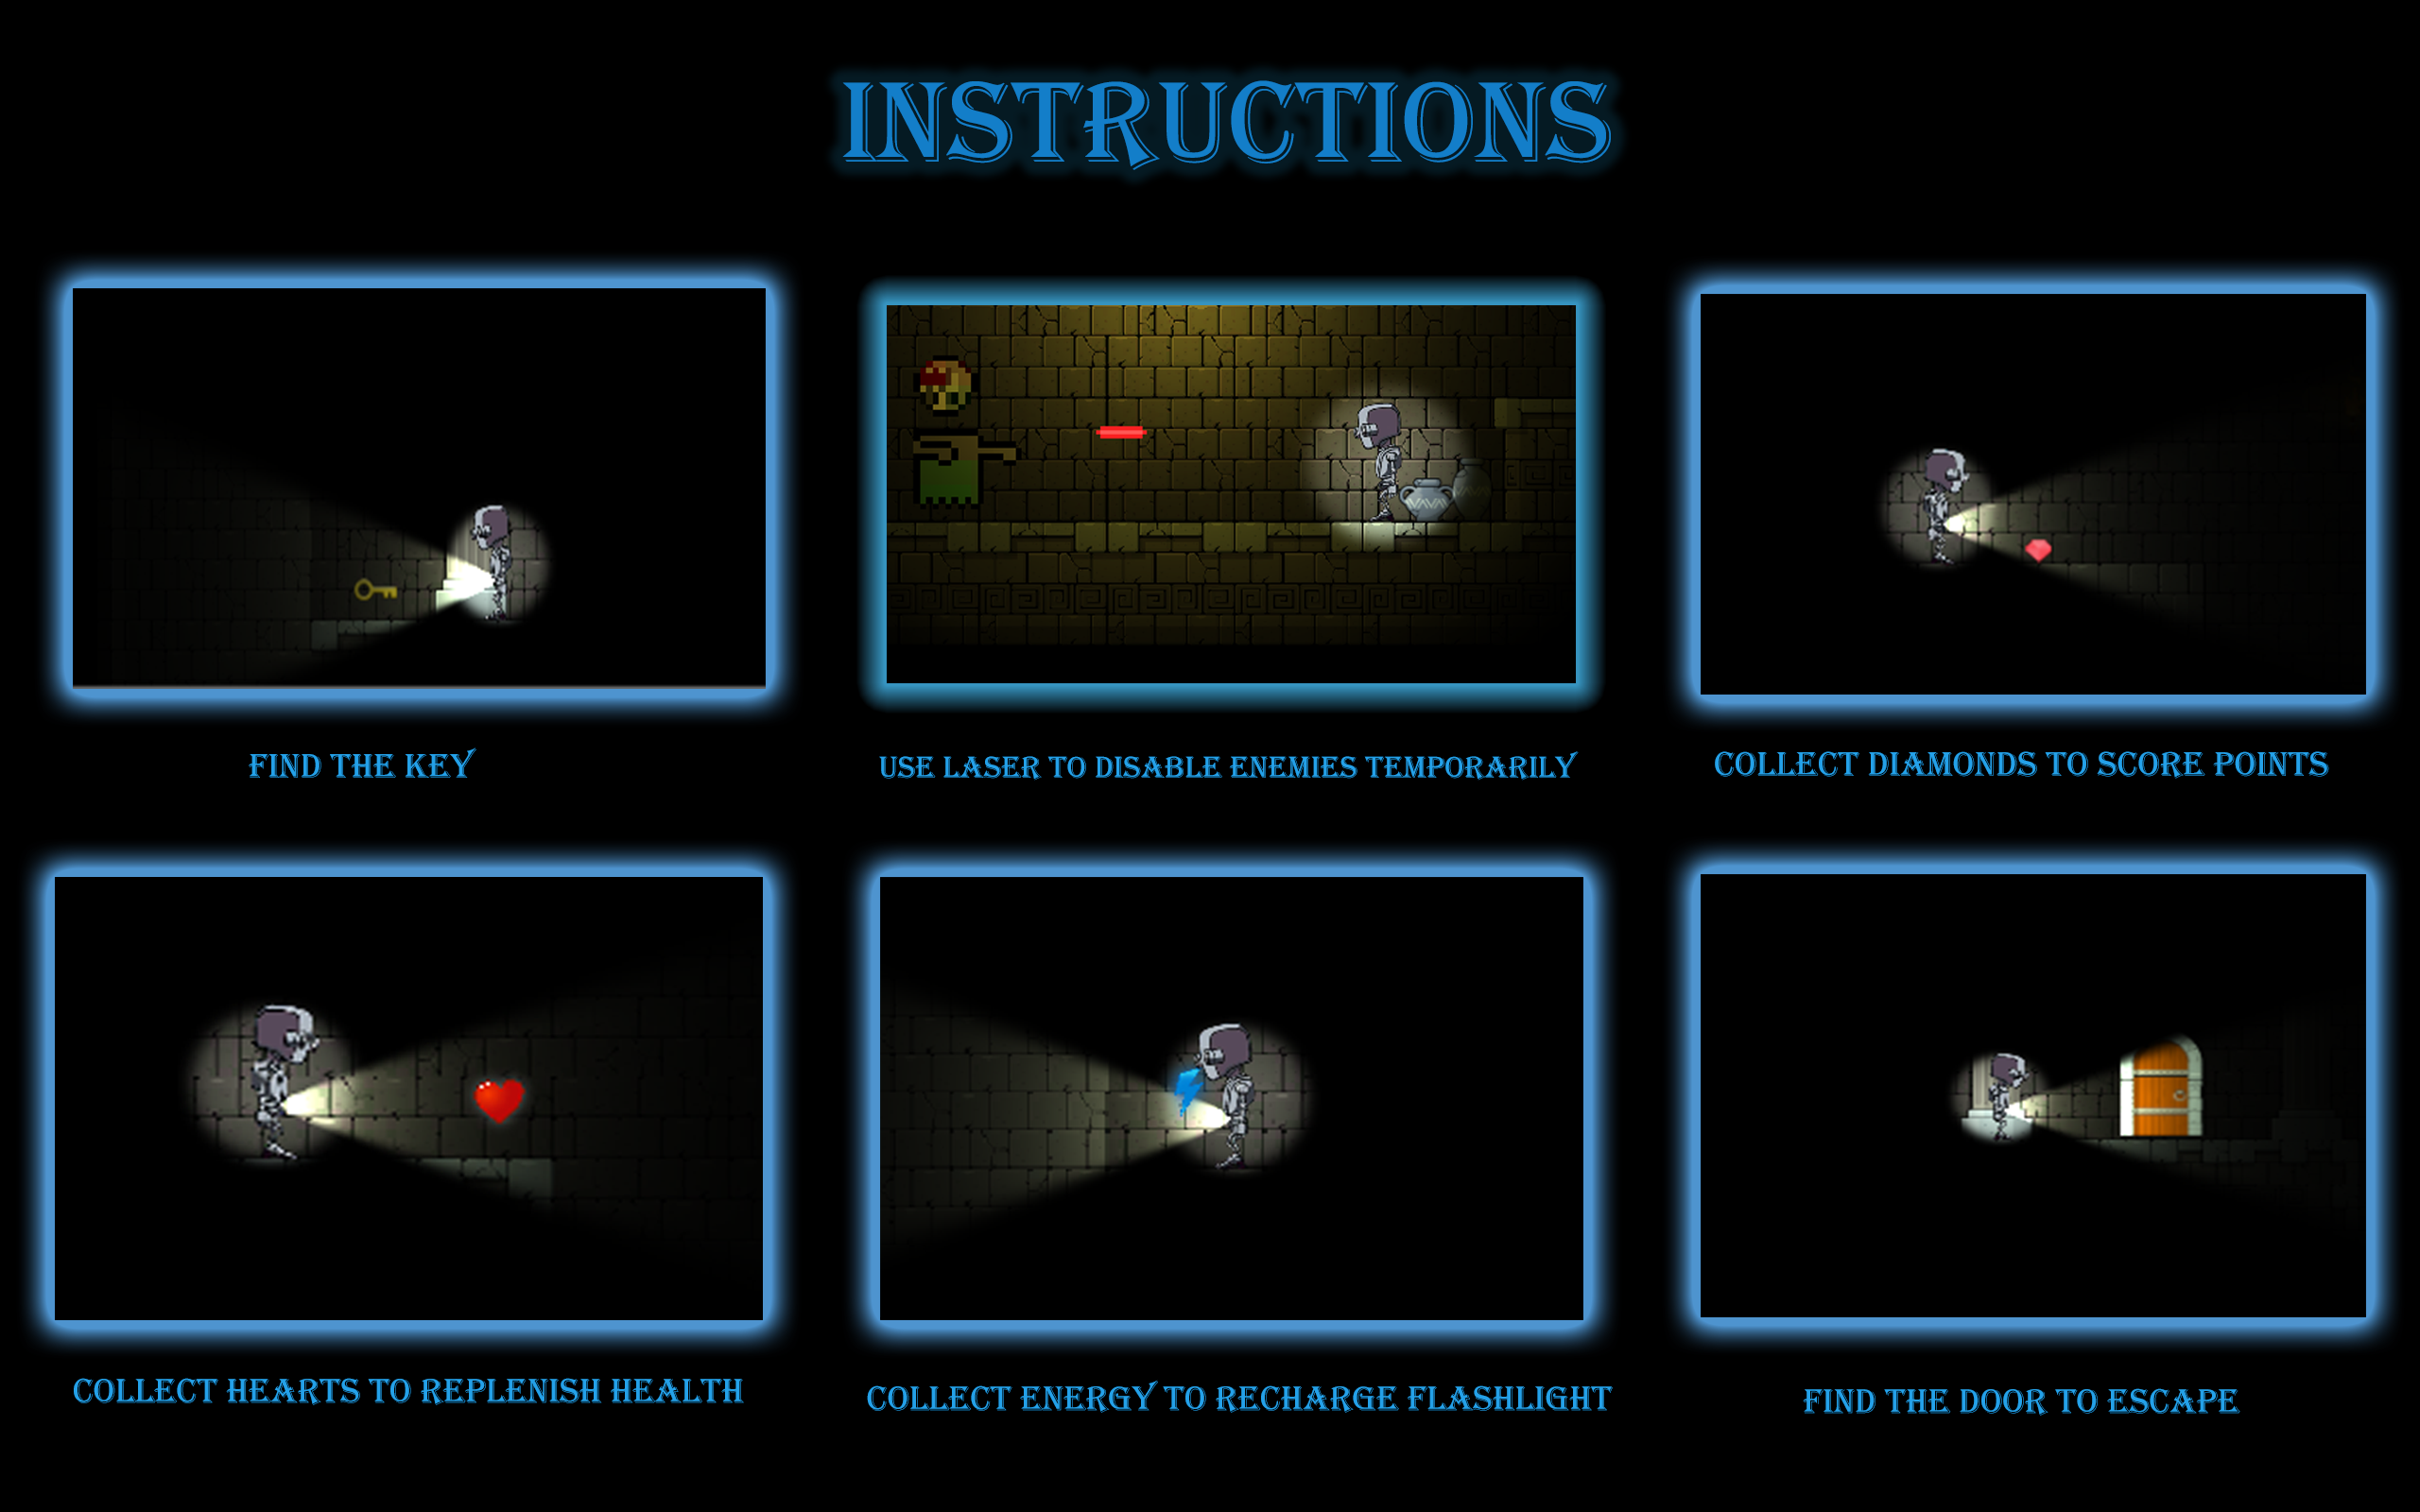 INSTRUCTIONS
FIND THE KEY
USE LASER TO DISABLE ENEMIES TEMPORARILY
COLLECT DIAMONDS TO SCORE POINTS
COLLECT HEARTS TO REPLENISH HEALTH
COLLECT ENERGY TO RECHARGE FLASHLIGHT
FIND THE DOOR TO ESCAPE